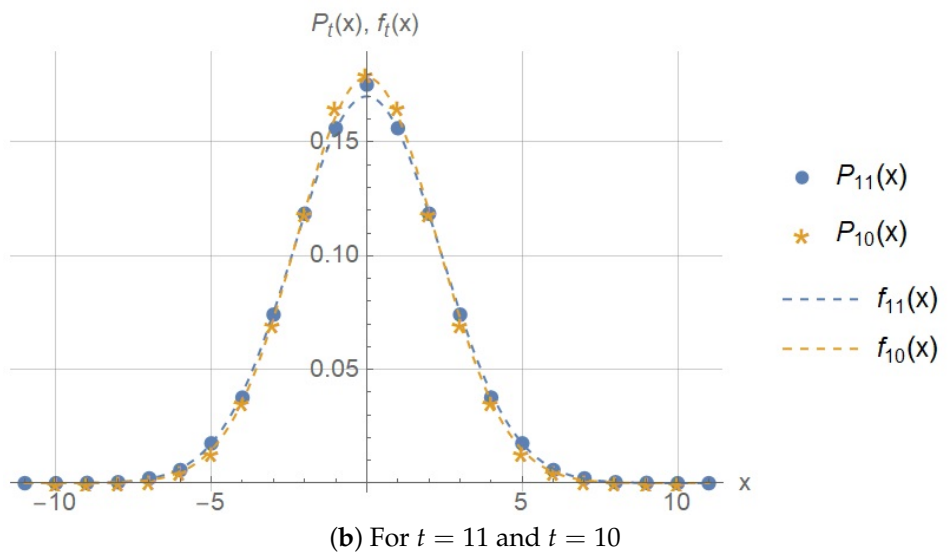 Pₜ(x), fₜ(x)
0.15
0.10
0.05
−10
−5
5
10
x
P₁₁(x)
P₁₀(x)
f₁₁(x)
f₁₀(x)
(b) For t = 11 and t = 10